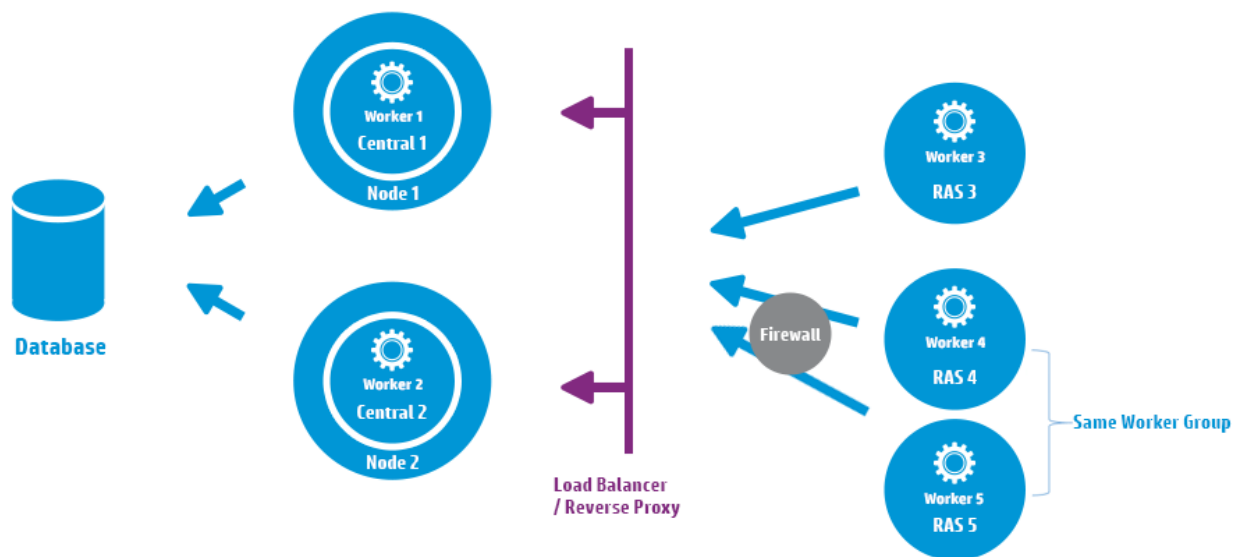 Worker 1
Central 1
Node 1
Database
Worker 2
Central 2
Node 2
Load Balancer
/ Reverse Proxy
Firewall
Worker 3
RAS 3
Worker 4
RAS 4
Same Worker Group
Worker 5
RAS 5